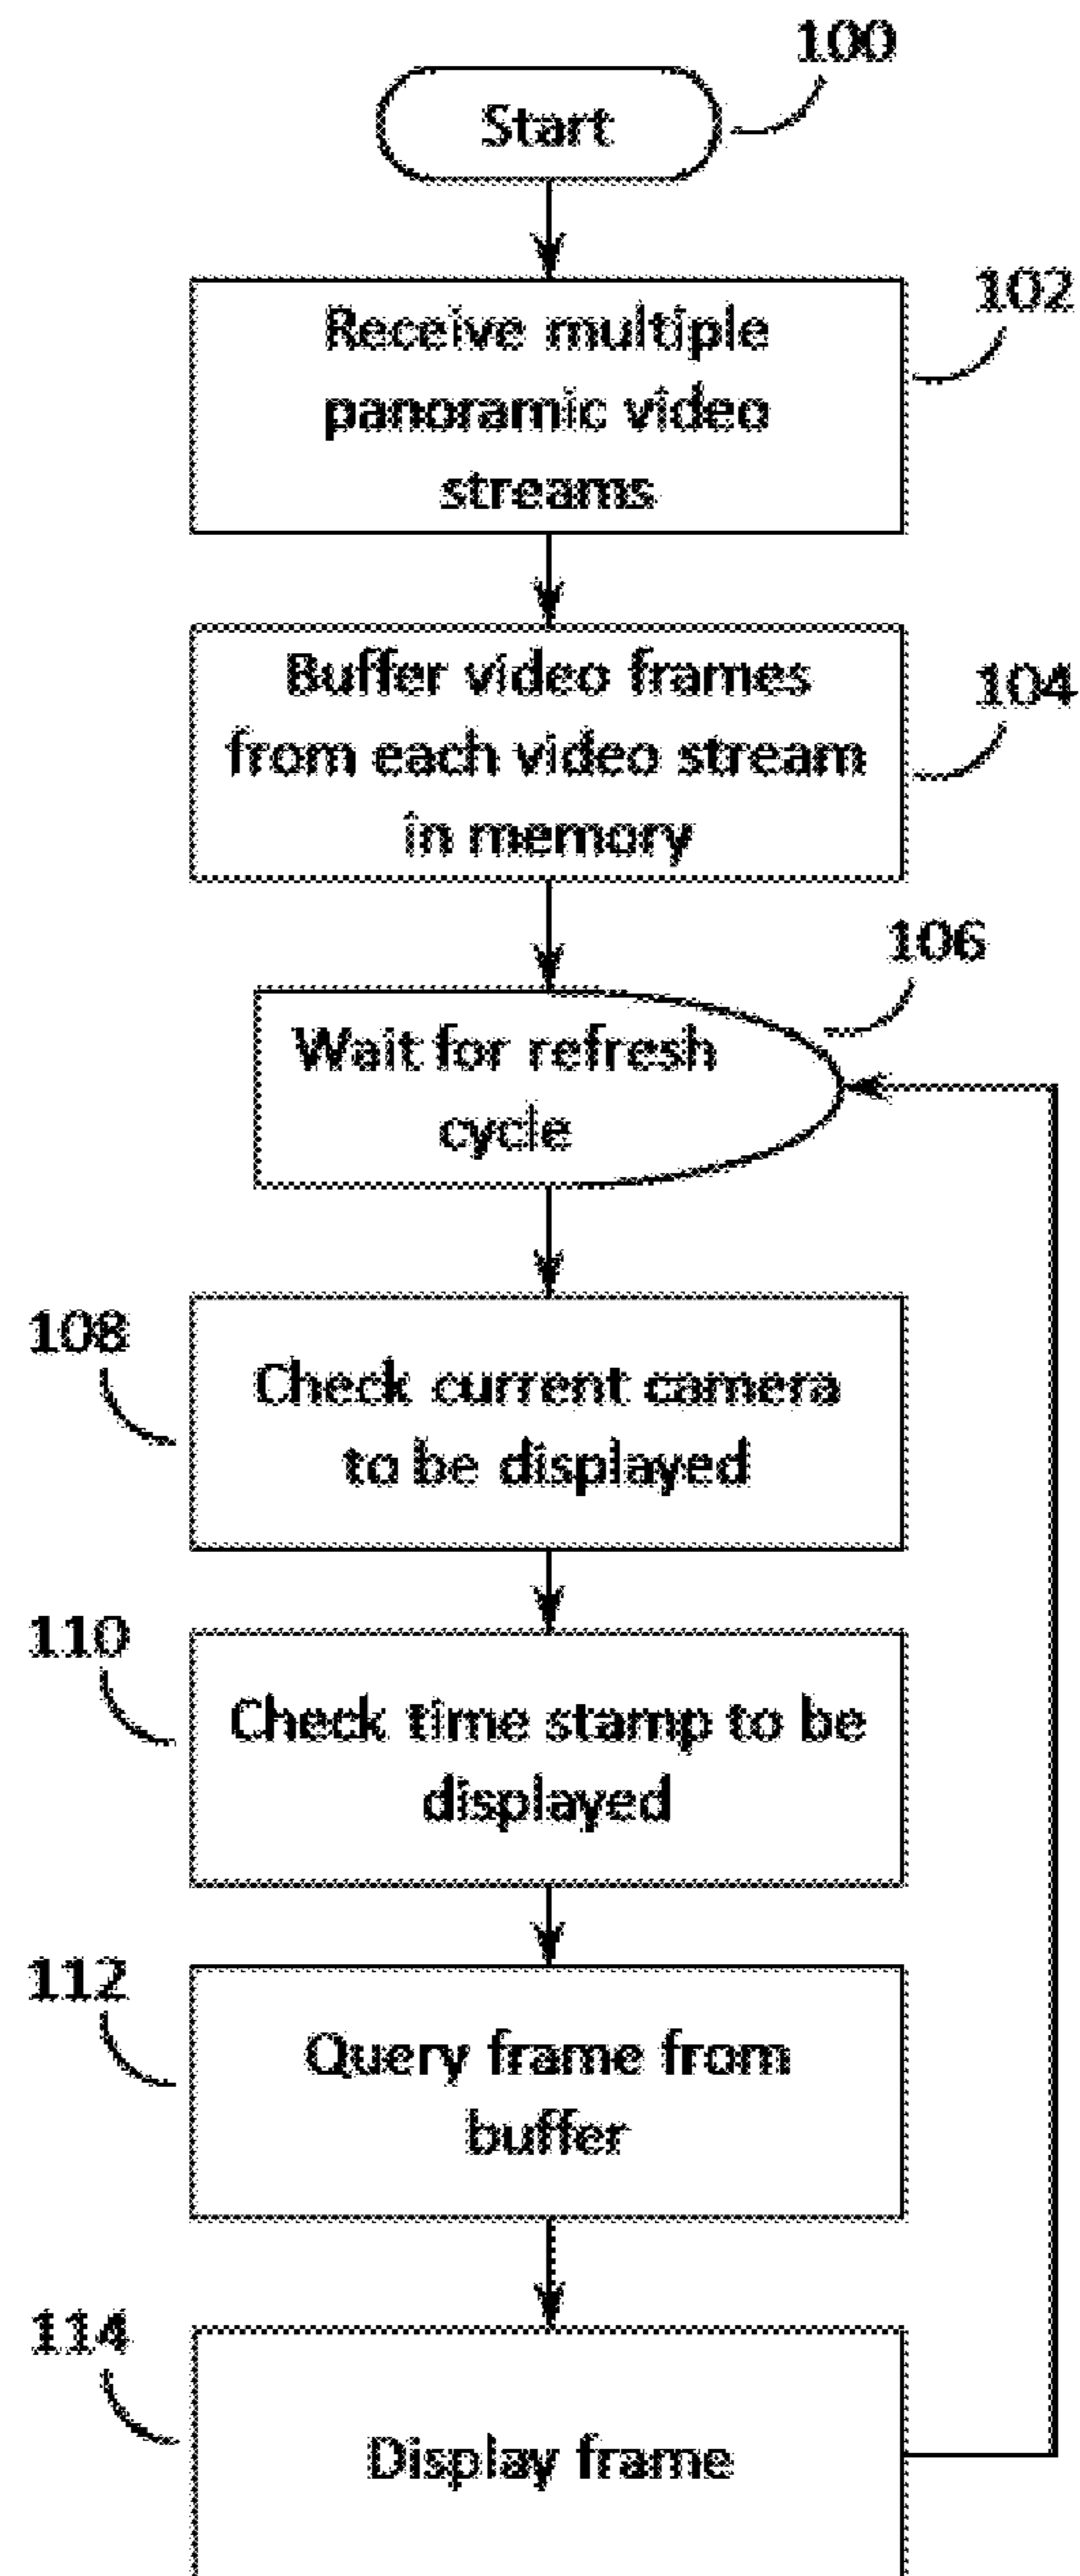 100
Start
102
Receive multiple
panoramic video
streams
104
Buffer video frames
from each video stream
in memory
106
Wait for refresh
cycle
108
Check current camera
to be displayed
110
Check time stamp to be
displayed
112
Query frame from
buffer
114
Display frame